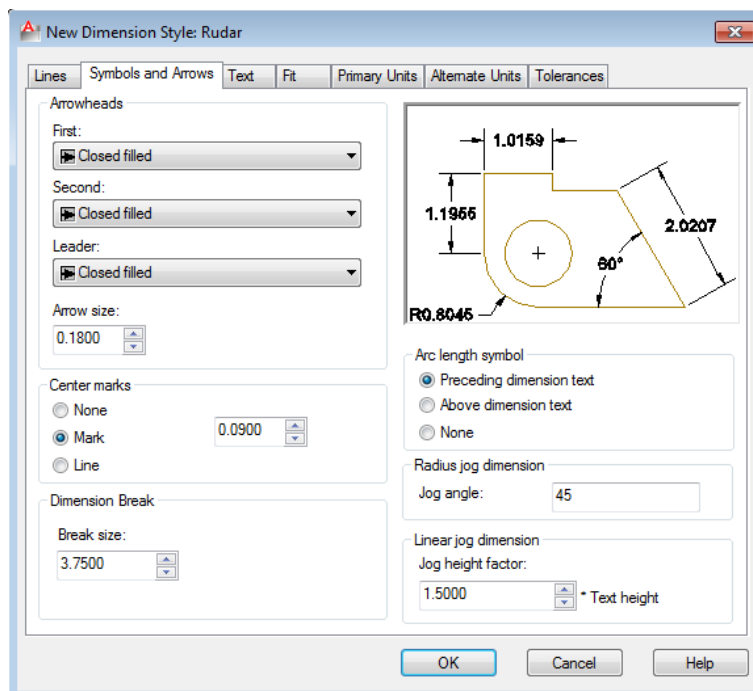 New Dimension Style: Rudar
Lines Symbols and Arrows Text Fit Primary Units Alternate Units Tolerances
Arrowheads
First:
Closed filled
Second:
Closed filled
Leader:
Closed filled
Arrow size:
0.1800
Center marks
None
Mark
Line
0.0900
Dimension Break
Break size:
3.7500
1.0159
1.1955
2.0207
60°
R0.8045
Arc length symbol
Preceding dimension text
Above dimension text
None
Radius jog dimension
Jog angle: 45
Linear jog dimension
Jog height factor:
1.5000 * Text height
OK Cancel Help